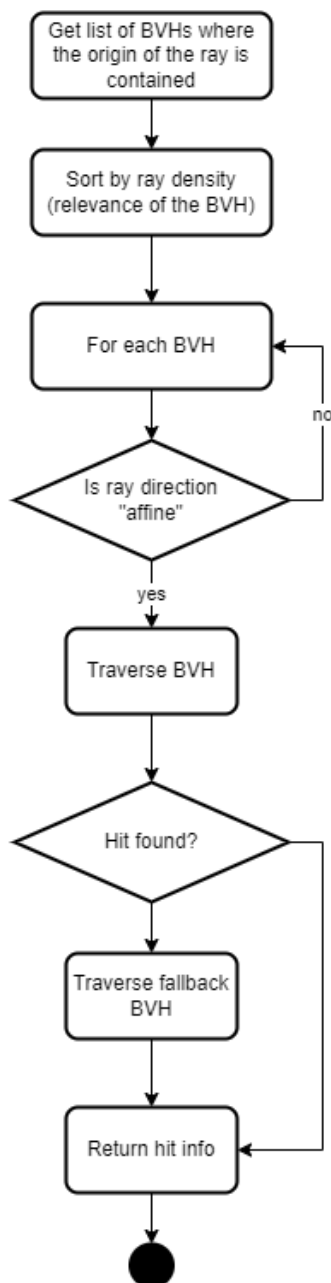 Get list of BVHs where
the origin of the ray is
contained
Sort by ray density
(relevance of the BVH)
For each BVH
no
Is ray direction
"affine"
yes
Traverse BVH
Hit found?
Traverse fallback
BVH
Return hit info